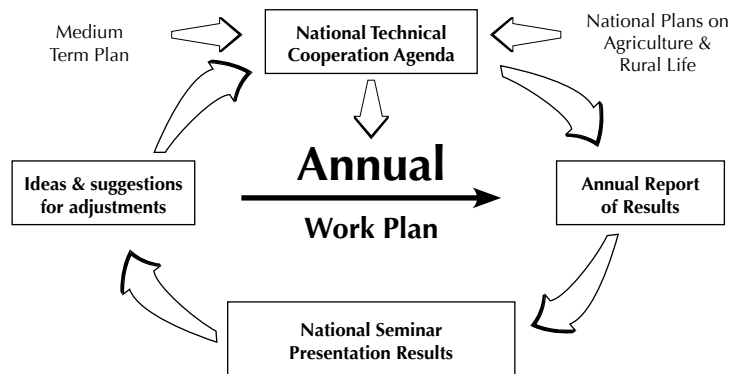 Medium
Term Plan
National Technical
Cooperation Agenda
National Plans on
Agriculture &
Rural Life
Ideas & suggestions
for adjustments
Annual
Work Plan
Annual Report
of Results
National Seminar
Presentation Results